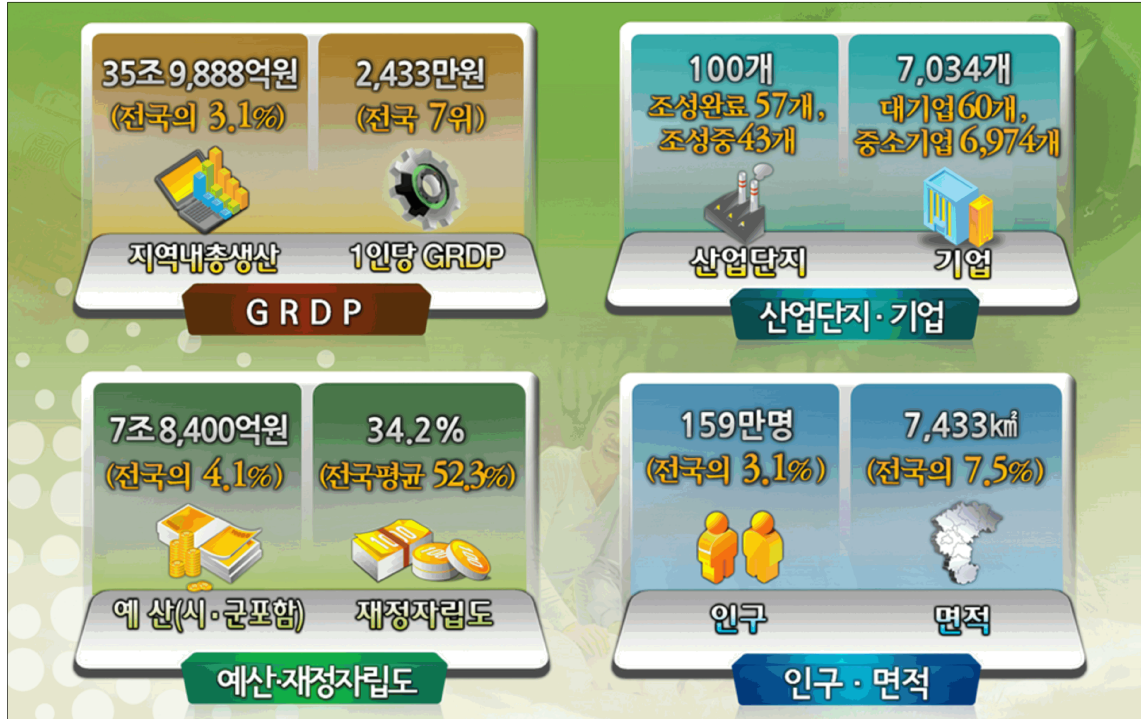 35조 9,888억원
(전국의 3.1%)
지역내총생산
2,433만원
(전국 7위)
1인당 GRDP
GRDP
100개
조성완료 57개,
조성중43개
산업단지
7,034개
대기업60개,
중소기업 6,974개
기업
산업단지·기업
7조 8,400억원
(전국의 4.1%)
예 산(시·군포함)
34.2%
(전국평균 52.3%)
재정자립도
예산·재정자립도
159만명
(전국의 3.1%)
인구
7,433㎢
(전국의 7.5%)
면적
인구·면적